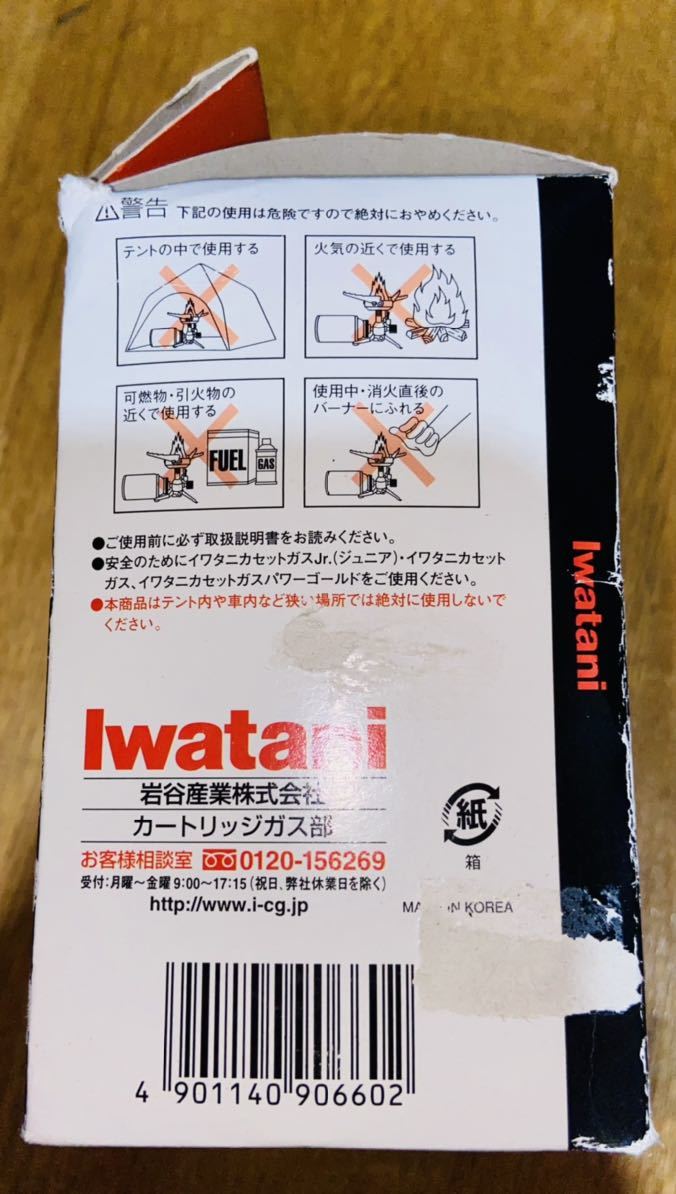 ⚠警告 下記の使用は危険ですので絶対におやめください。
テントの中で使用する
火気の近くで使用する
可燃物・引火物の
近くで使用する
FUEL
GAS
使用中・消火直後の
バーナーにふれる
●ご使用前に必ず取扱説明書をお読みください。
●安全のためにイワタニカセットガスJr.(ジュニア)・イワタニカセット
ガス、イワタニカセットガスパワーゴールドをご使用ください。
●本商品はテント内や車内など狭い場所では絶対に使用しないで
ください。
Iwatani
Iwatani
岩谷産業株式会社
カートリッジガス部
お客様相談室 0120-156269
受付:月曜〜金曜 9:00〜17:15(祝日、弊社休業日を除く)
http://www.i-cg.jp
紙
箱
IN KOREA
4 901140 906602